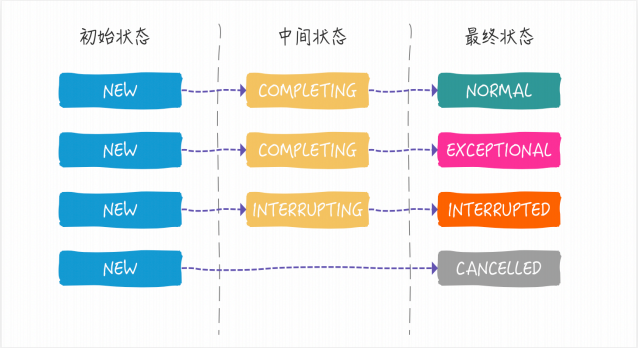 初始状态 中间状态 最终状态
NEW COMPLETING NORMAL
NEW COMPLETING EXCEPTIONAL
NEW INTERRUPTING INTERRUPTED
NEW CANCELLED